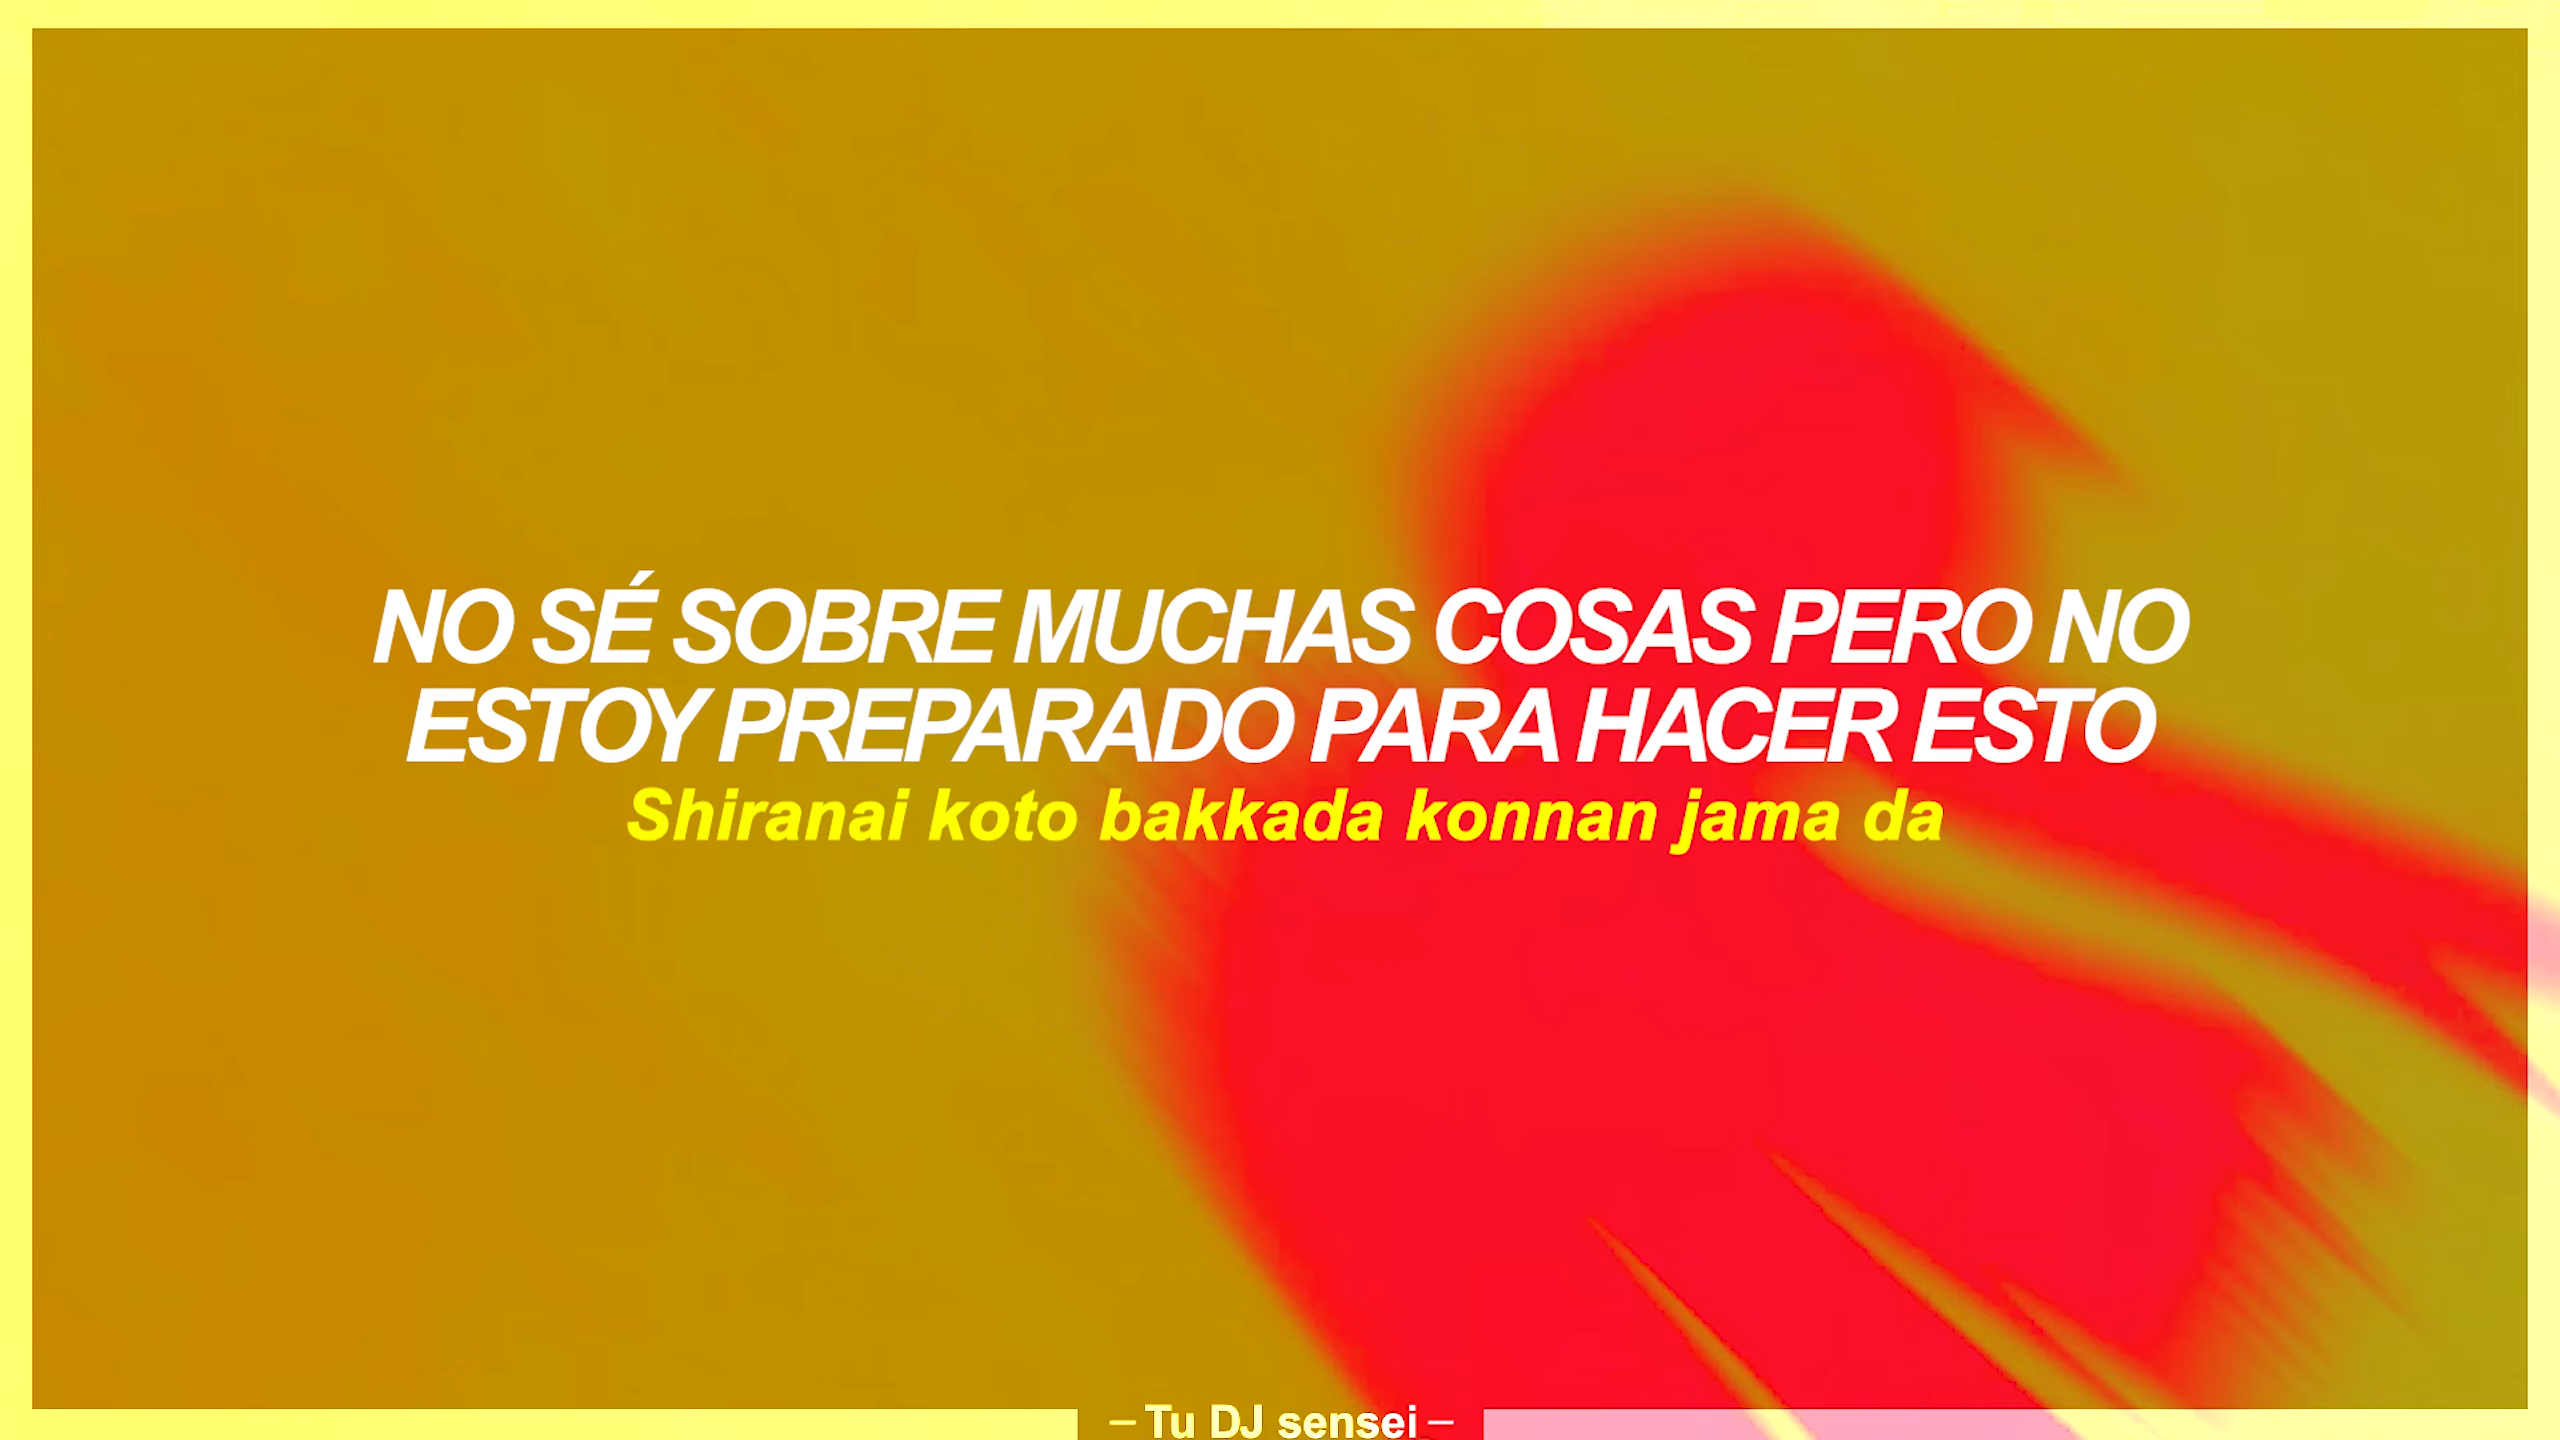 NO SÉ SOBRE MUCHAS COSAS PERO NO
ESTOY PREPARADO PARA HACER ESTO
Shiranai koto bakkada konnan jama da
– Tu DJ sensei –